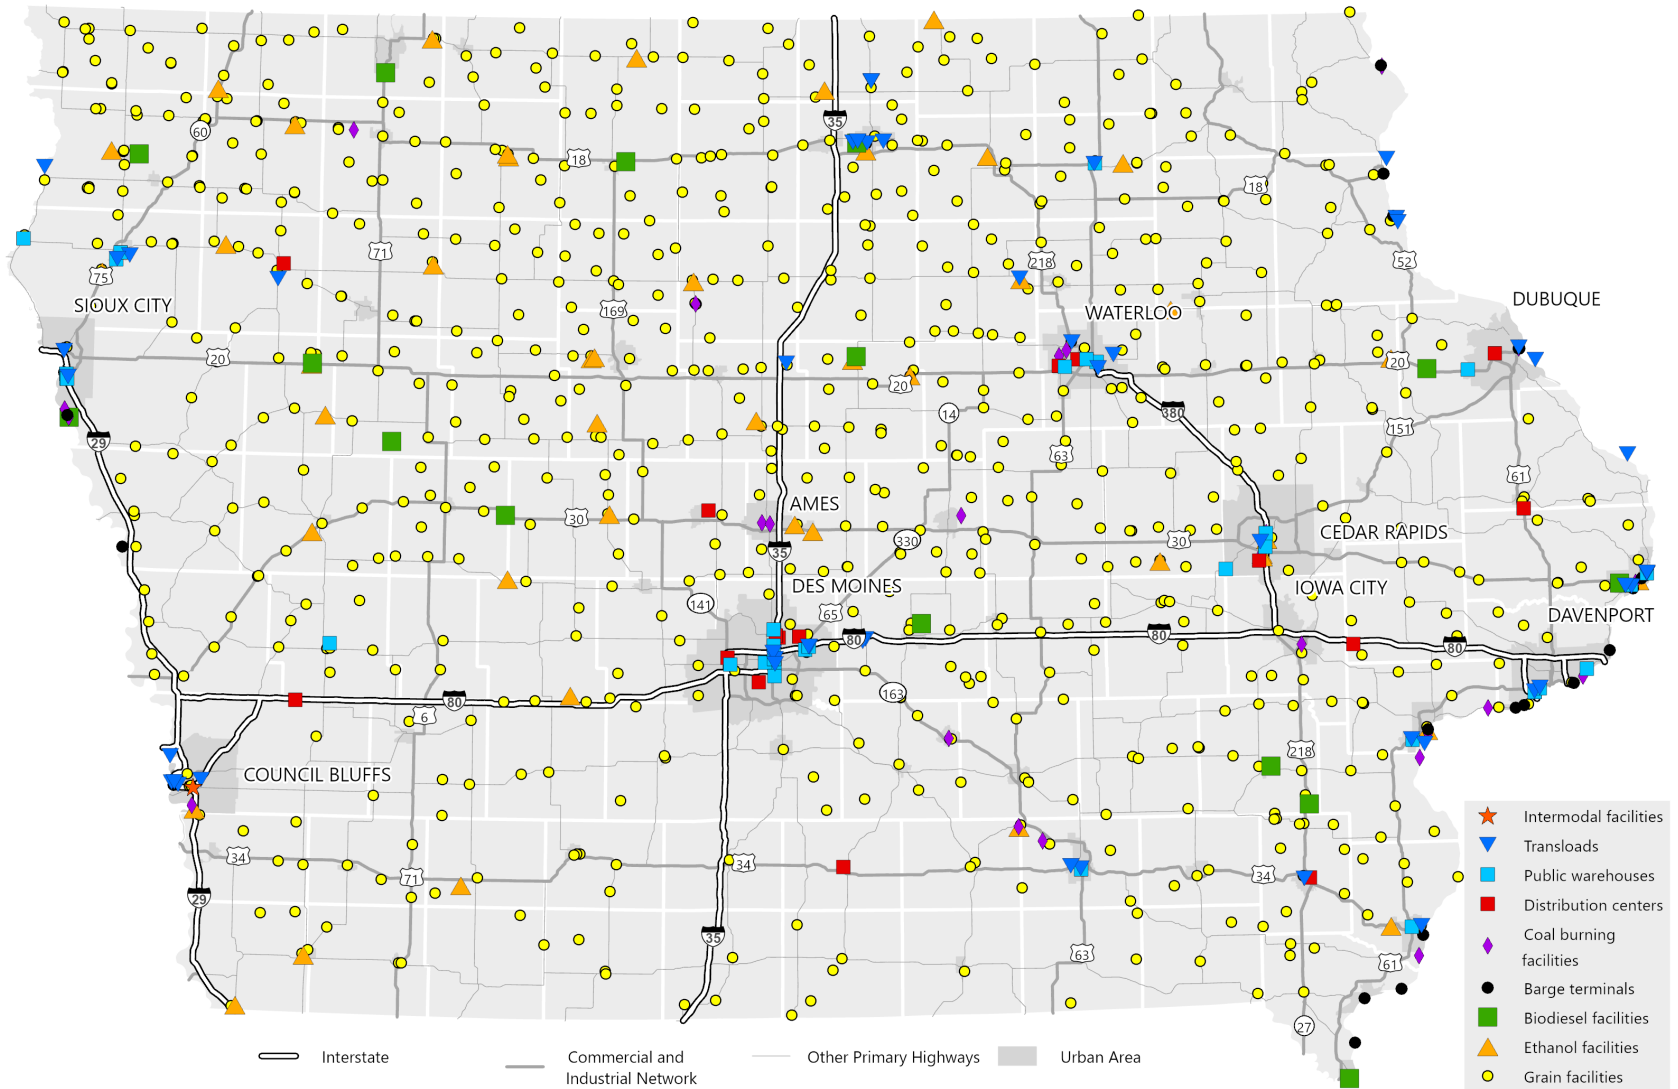 35
60
18
18
71
218
52
75
SIOUX CITY
169
WATERLOO
DUBUQUE
20
20
20
14
380
151
29
63
61
AMES
30
330
30
CEDAR RAPIDS
35
DES MOINES
IOWA CITY
141
65
DAVENPORT
80
80
80
163
80
6
218
COUNCIL BLUFFS
34
34
71
34
29
35
63
61
27
Intermodal facilities
Transloads
Public warehouses
Distribution centers
Coal burning
facilities
Barge terminals
Biodiesel facilities
Ethanol facilities
Grain facilities
Interstate
Commercial and
Industrial Network
Other Primary Highways
Urban Area